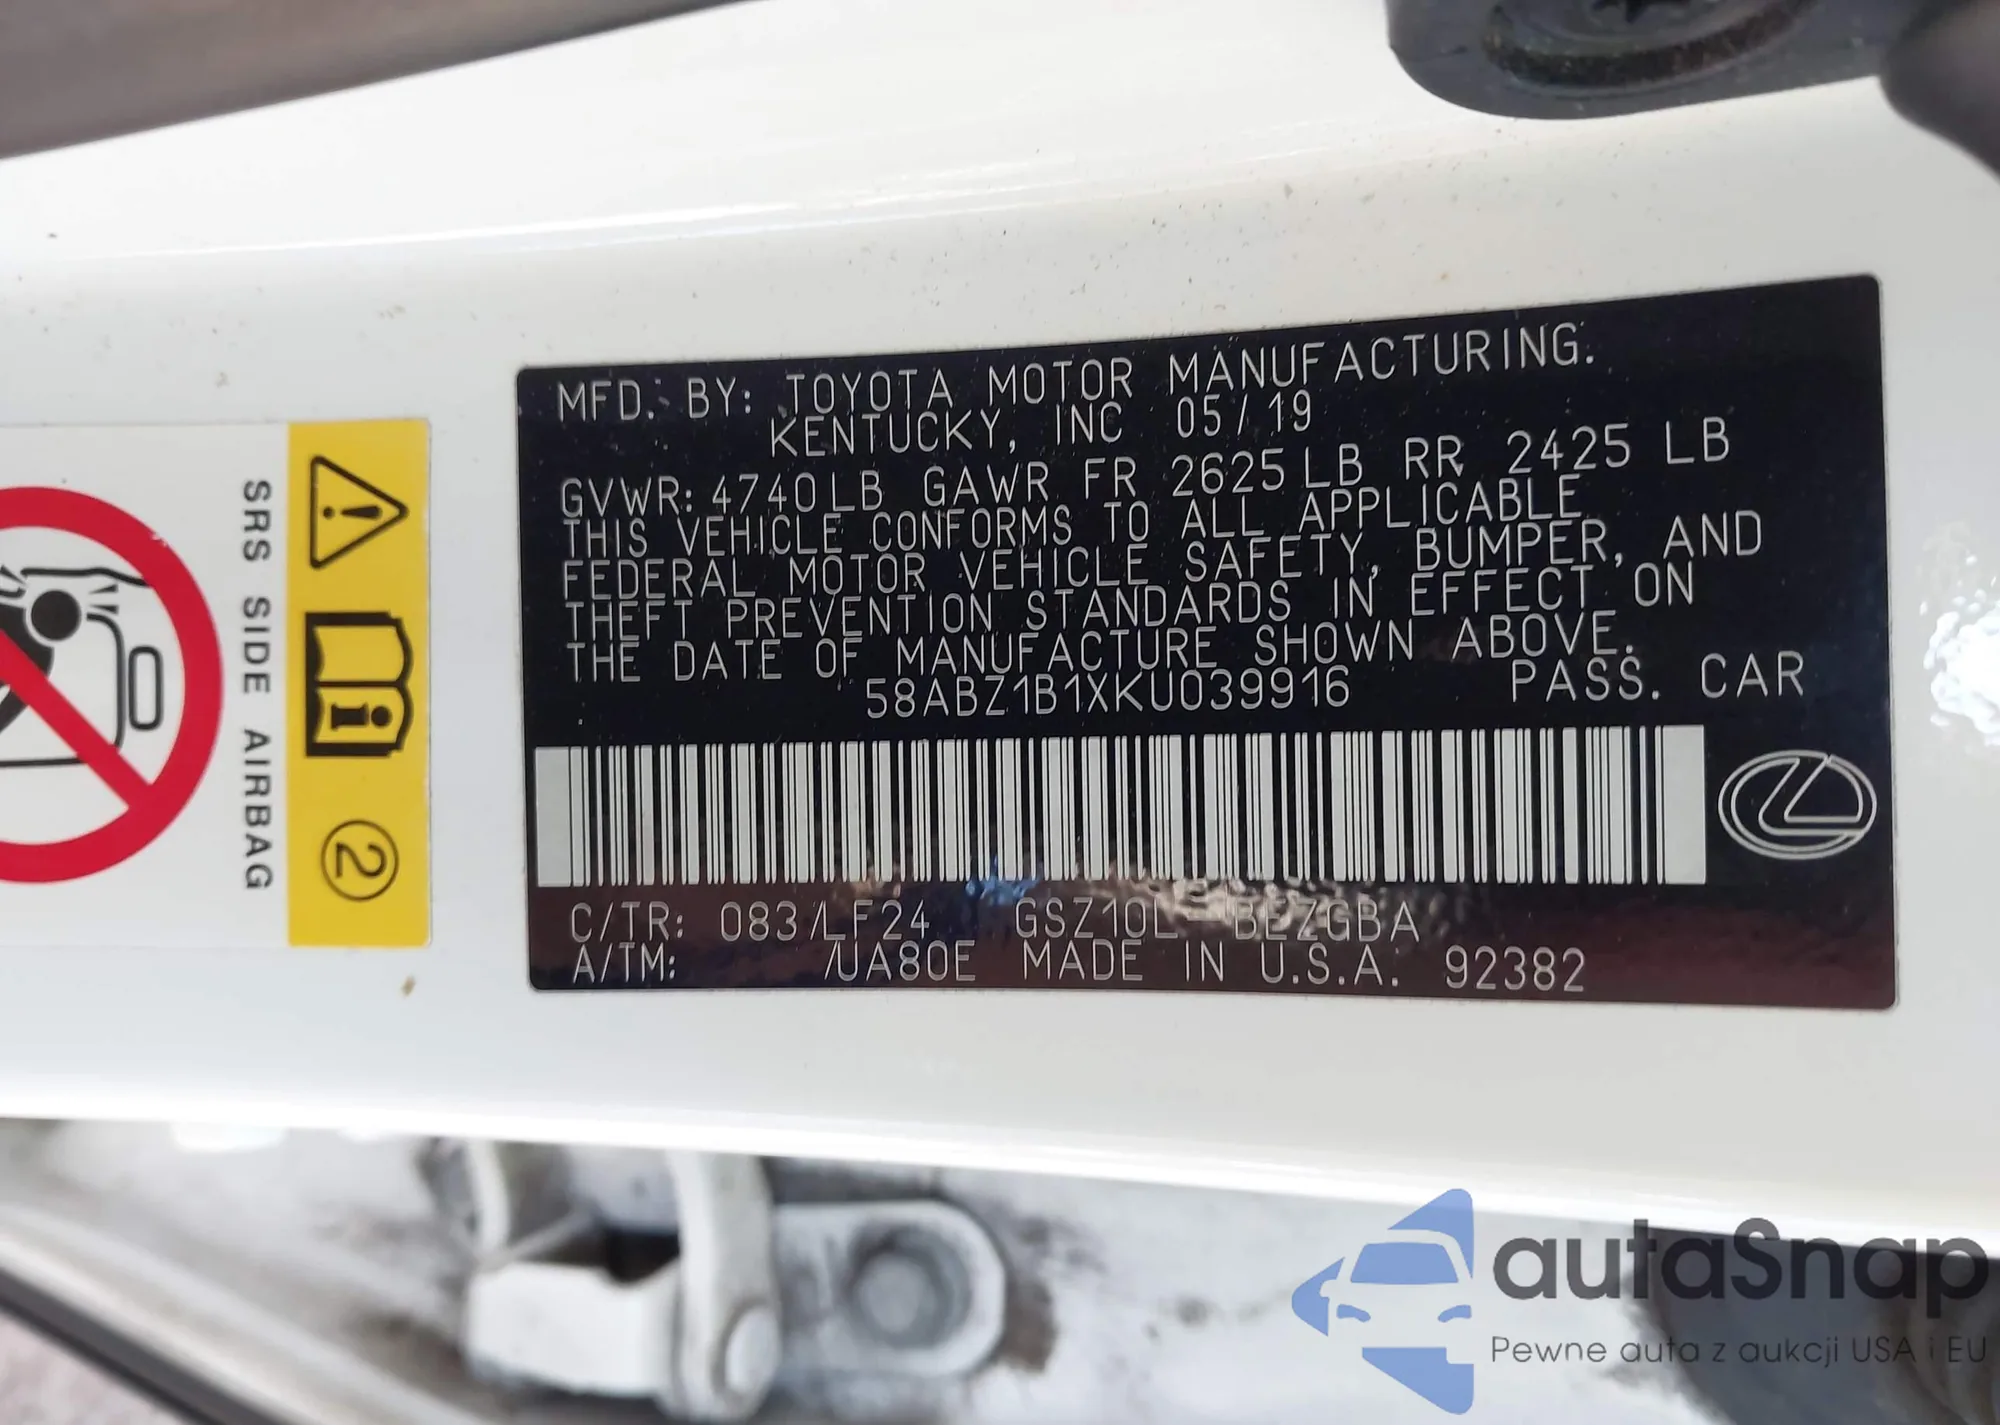 MFD. BY: TOYOTA MOTOR MANUFACTURING.
KENTUCKY, INC 05/19
GVWR: 4740LB GAWR FR 2625LB RR 2425 LB
THIS VEHICLE CONFORMS TO ALL APPLICABLE
FEDERAL MOTOR VEHICLE SAFETY, BUMPER, AND
THEFT PREVENTION STANDARDS IN EFFECT ON
THE DATE OF MANUFACTURE SHOWN ABOVE.
58ABZ1B1XKU039916 PASS. CAR
C/TR: 083/LF24 GSZ10L-BEZGBA
A/TM: /UA80E MADE IN U.S.A. 92382
SRS SIDE AIRBAG
2
autaSnap
Pewne auta z aukcji USA i EU